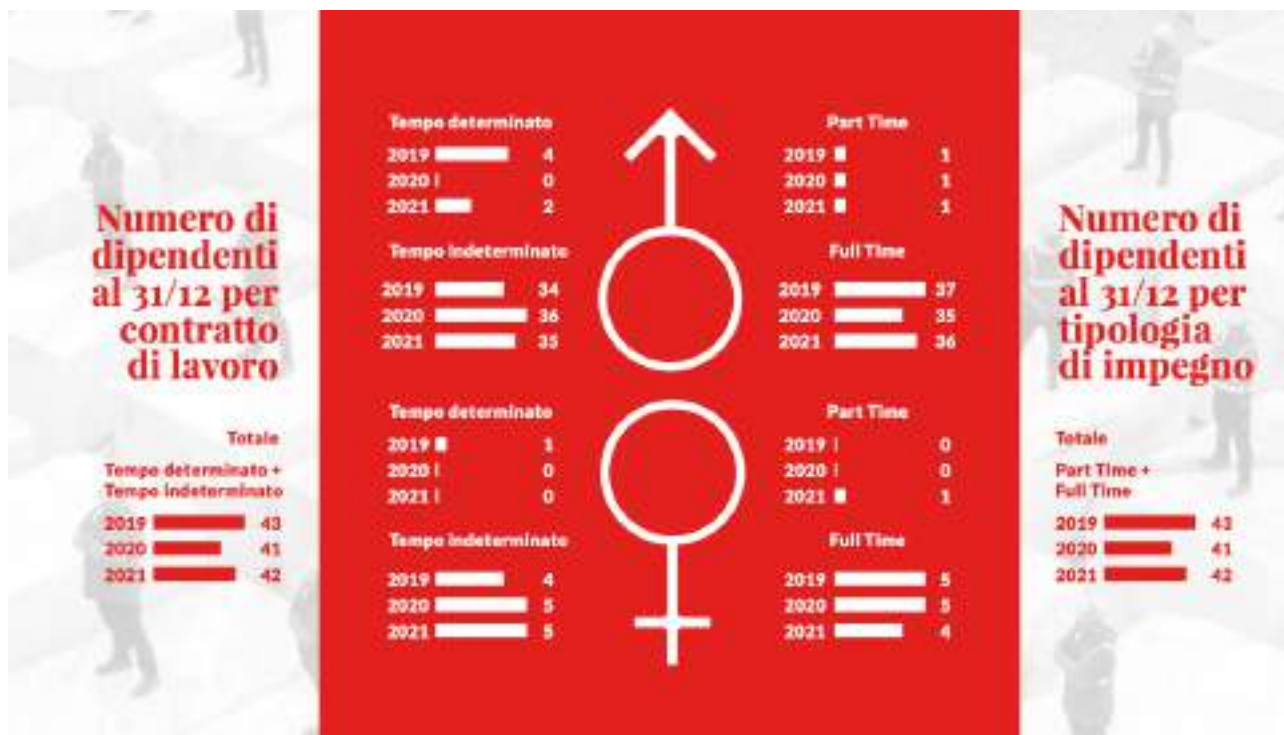 Numero di
dipendenti
al 31/12 per
contratto
di lavoro
Totale
Tempo determinato +
Tempo indeterminato
2019 43
2020 41
2021 42
Tempo determinato
2019 4
2020 0
2021 2
Tempo indeterminato
2019 34
2020 36
2021 35
Tempo determinato
2019 1
2020 0
2021 0
Tempo indeterminato
2019 4
2020 5
2021 5
Part Time
2019 1
2020 1
2021 1
Full Time
2019 37
2020 35
2021 36
Part Time
2019 0
2020 0
2021 1
Full Time
2019 5
2020 5
2021 4
Numero di
dipendenti
al 31/12 per
tipologia
di impegno
Totale
Part Time +
Full Time
2019 43
2020 41
2021 42